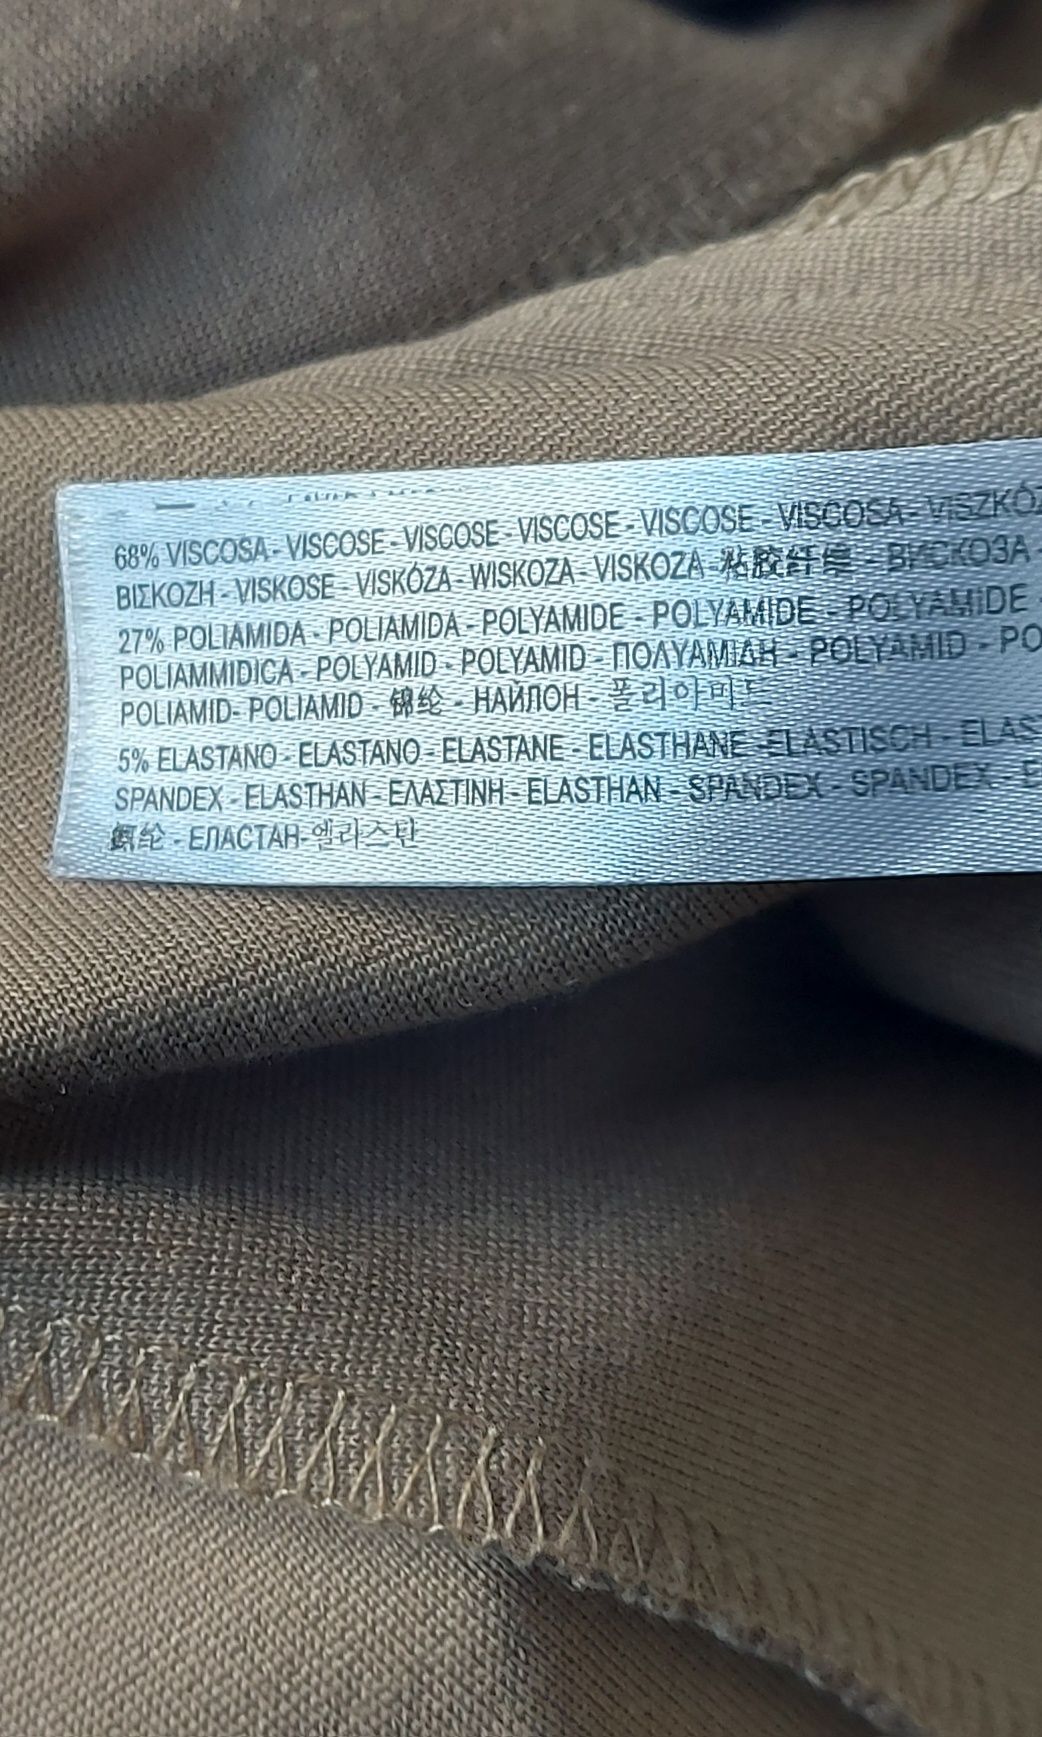 68% VISCOSA - VISCOSE - VISCOSE - VISCOSE - VISCOSE - VISCOSA - VISZKÓZ
ΒΙΣΚΟΖΗ - VISKOSE - VISKÓZA - WISKOZA - VISKOZA - 粘胶纤维 - ВИСКОЗА -
27% POLIAMIDA - POLIAMIDA - POLYAMIDE - POLYAMIDE - POLYAMIDE -
POLIAMMIDICA - POLYAMID - POLYAMID - ΠΟΛΥΑΜΙΔΗ - POLYAMID - PO
POLIAMID- POLIAMID - 锦纶 - НАЙЛОН - 폴리아미드
5% ELASTANO - ELASTANO - ELASTANE - ELASTHANE - ELASTISCH - ELAS
SPANDEX - ELASTHAN - ΕΛΑΣΤΙΝΗ - ELASTHAN - SPANDEX - SPANDEX - E
氨纶 - ЕЛАСТАН- 엘라스탄